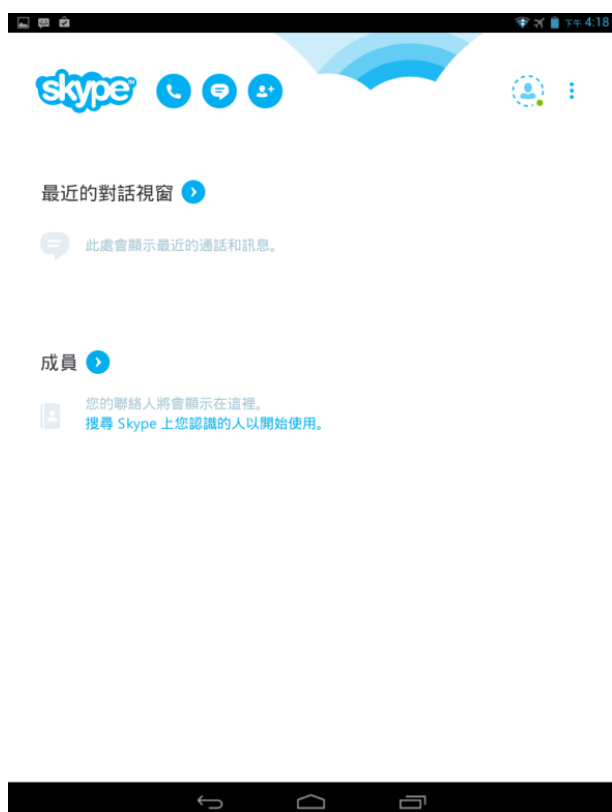 下午 4:18
skype™
最近的對話視窗
此處會顯示最近的通話和訊息。
成員
您的聯絡人將會顯示在這裡。
搜尋 Skype 上您認識的人以開始使用。